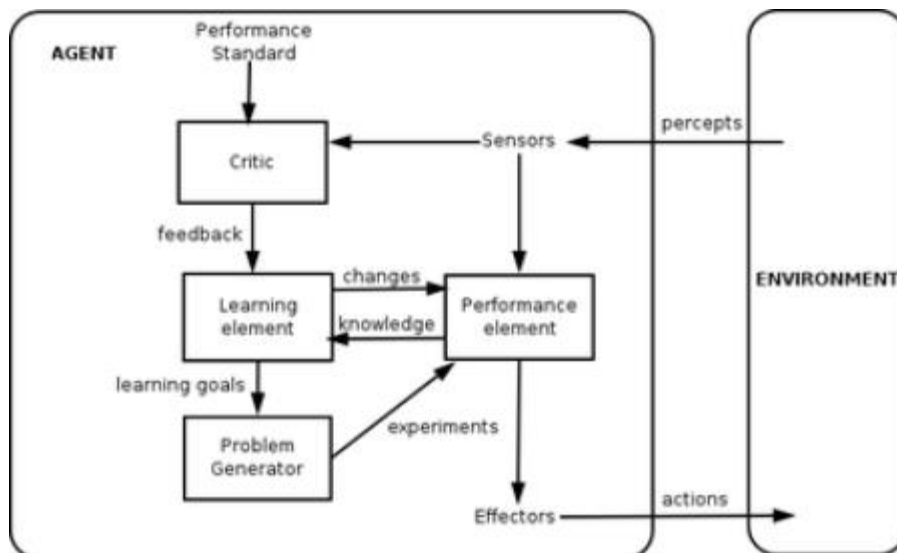 Performance
Standard
AGENT
percepts
Sensors
Critic
feedback
changes
ENVIRONMENT
Learning
element
Performance
element
knowledge
learning goals
experiments
Problem
Generator
Effectors
actions